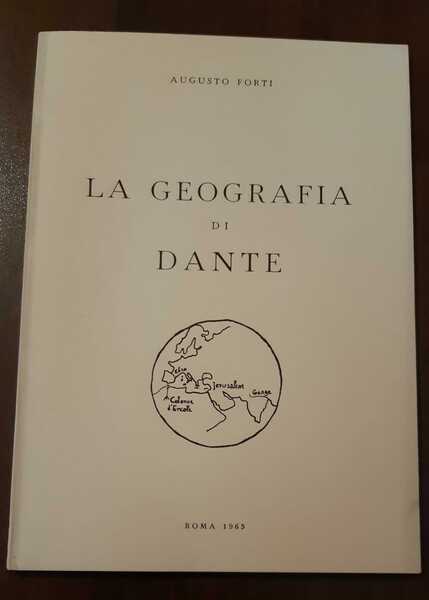 AUGUSTO FORTI
LA GEOGRAFIA
DI
DANTE
Jerusalem
Gange
Colonne
d'Ercole
ROMA 1965